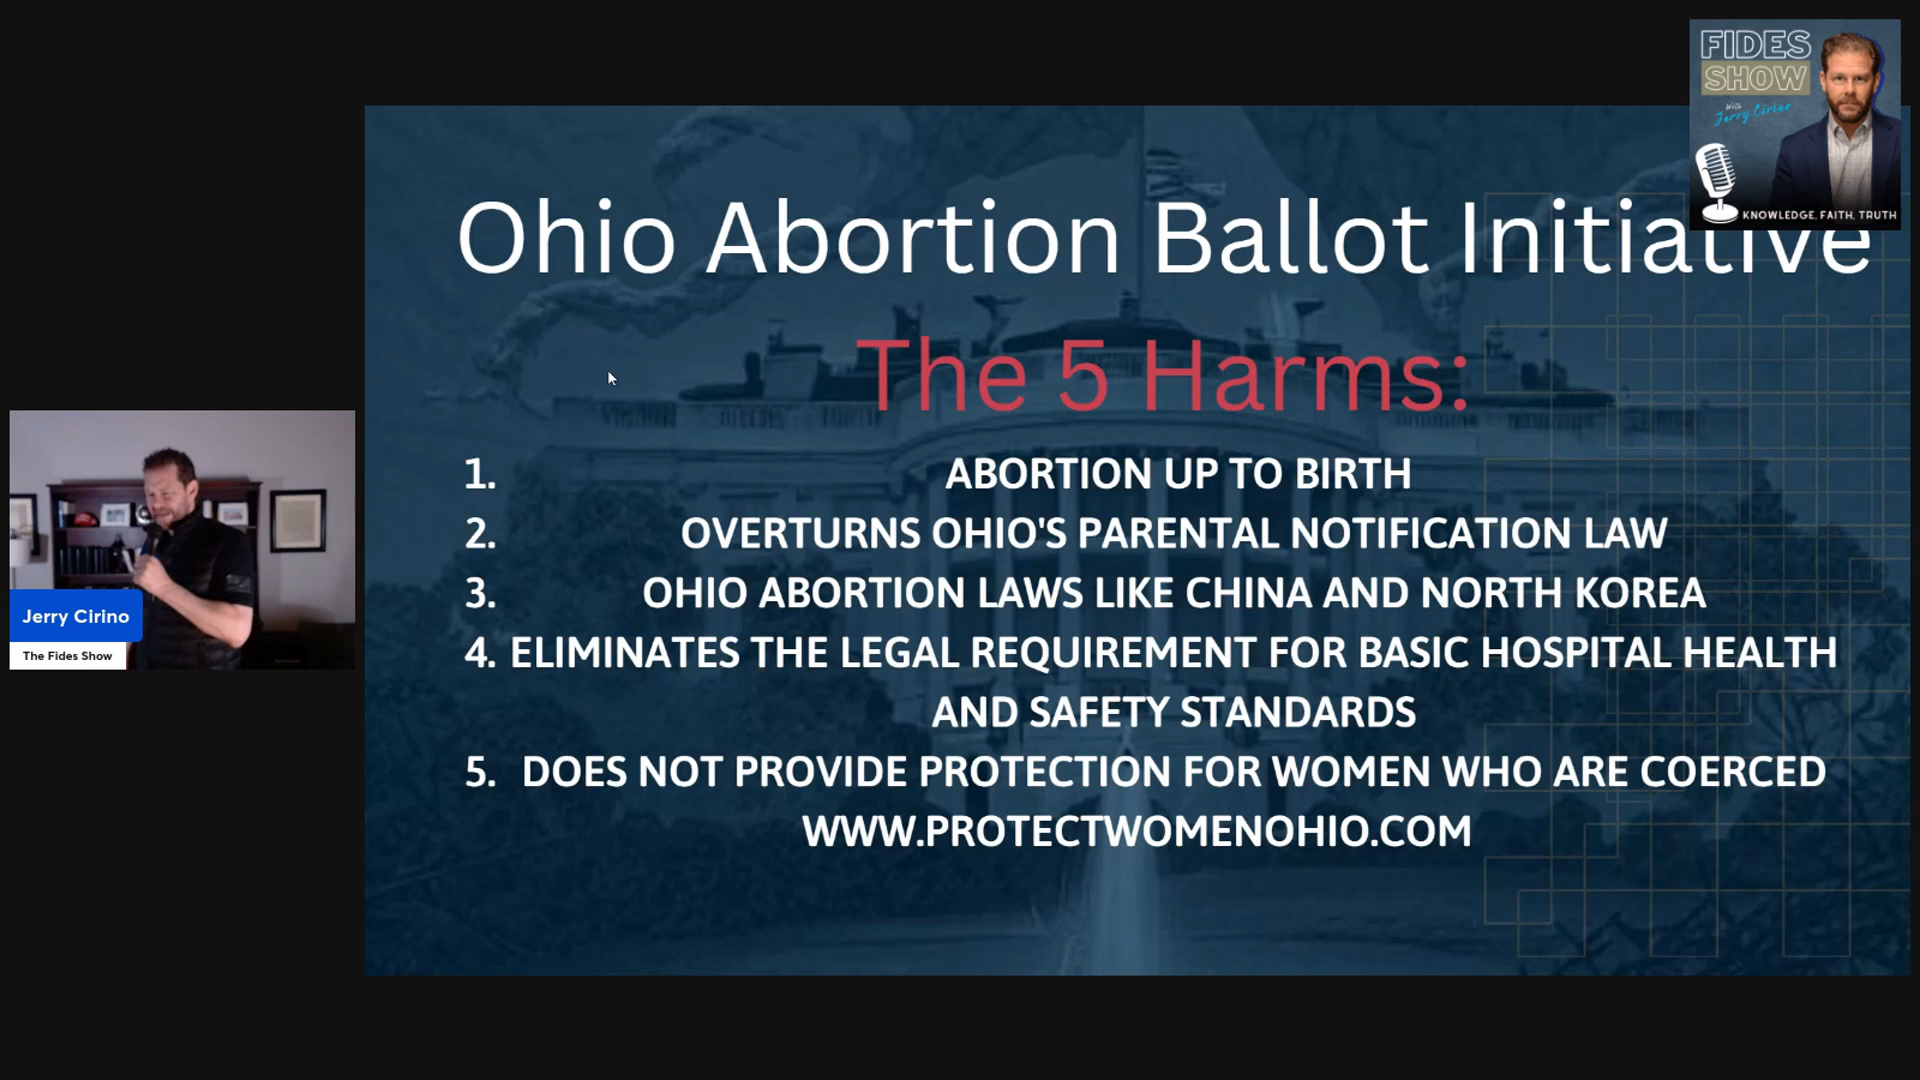 FIDES
SHOW
With
Jerry Cirino
KNOWLEDGE, FAITH, TRUTH
Ohio Abortion Ballot Initiative
The 5 Harms:
1. ABORTION UP TO BIRTH
2. OVERTURNS OHIO'S PARENTAL NOTIFICATION LAW
3. OHIO ABORTION LAWS LIKE CHINA AND NORTH KOREA
4. ELIMINATES THE LEGAL REQUIREMENT FOR BASIC HOSPITAL HEALTH
AND SAFETY STANDARDS
5. DOES NOT PROVIDE PROTECTION FOR WOMEN WHO ARE COERCED
WWW.PROTECTWOMENOHIO.COM
Jerry Cirino
The Fides Show